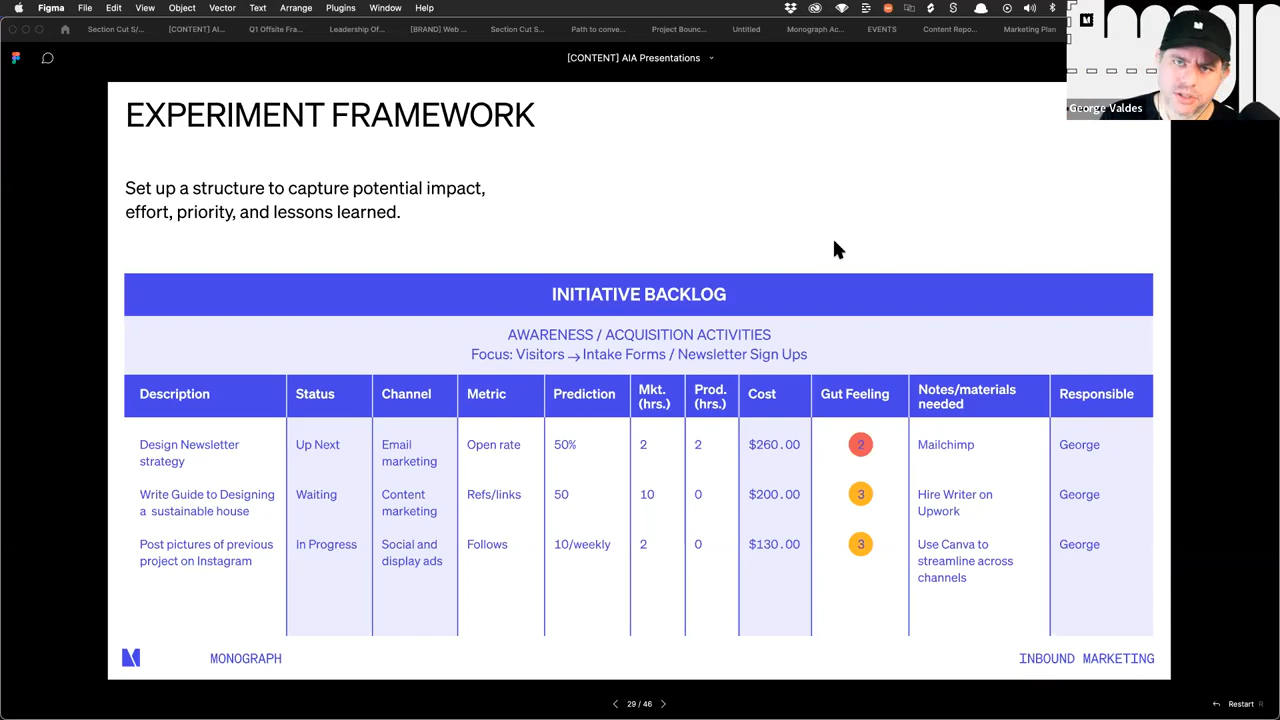 Figma File Edit View Object Vector Text Arrange Plugins Window Help
Section Cut S/... [CONTENT] AI... Q1 Offsite Fra... Leadership Of... [BRAND] Web ... Section Cut S... Path to conve... Project Bounc... Untitled Monograph Ac... EVENTS Content Repo... Marketing Plan
[CONTENT] AIA Presentations
George Valdes
EXPERIMENT FRAMEWORK
Set up a structure to capture potential impact,
effort, priority, and lessons learned.
INITIATIVE BACKLOG
AWARENESS / ACQUISITION ACTIVITIES
Focus: Visitors → Intake Forms / Newsletter Sign Ups
Description Status Channel Metric Prediction Mkt. (hrs.) Prod. (hrs.) Cost Gut Feeling Notes/materials needed Responsible
Design Newsletter strategy Up Next Email marketing Open rate 50% 2 2 $260.00 2 Mailchimp George
Write Guide to Designing a sustainable house Waiting Content marketing Refs/links 50 10 0 $200.00 3 Hire Writer on Upwork George
Post pictures of previous project on Instagram In Progress Social and display ads Follows 10/weekly 2 0 $130.00 3 Use Canva to streamline across channels George
MONOGRAPH INBOUND MARKETING
29 / 46
Restart R